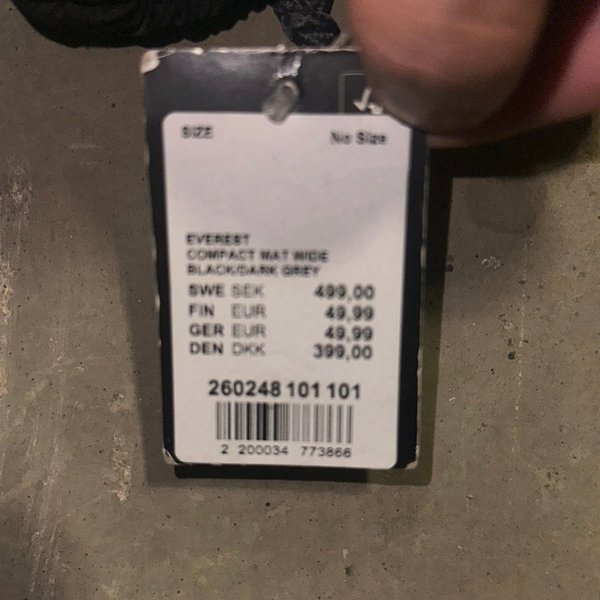 SIZE No Size
EVEREST
COMPACT MAT WIDE
BLACK/DARK GREY
SWE SEK 499,00
FIN EUR 49,99
GER EUR 49,99
DEN DKK 399,00
260248 101 101
2 200034 773866